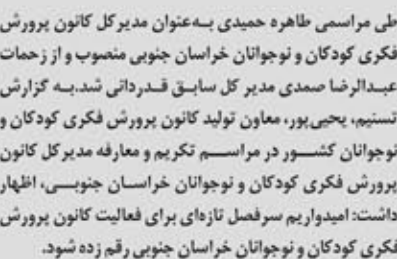 طی مراسمی طاهره حمیدی به‌عنوان مدیرکل کانون پرورش
فکری کودکان و نوجوانان خراسان جنوبی منصوب و از زحمات
عبدالرضا صمدی مدیر کل سابق قدردانی شد.به گزارش
تسنیم، یحیی‌پور، معاون تولید کانون پرورش فکری کودکان و
نوجوانان کشور در مراسم تکریم و معارفه مدیرکل کانون
پرورش فکری کودکان و نوجوانان خراسان جنوبی، اظهار
داشت: امیدواریم سرفصل تازه‌ای برای فعالیت کانون پرورش
فکری کودکان و نوجوانان خراسان جنوبی رقم زده شود.